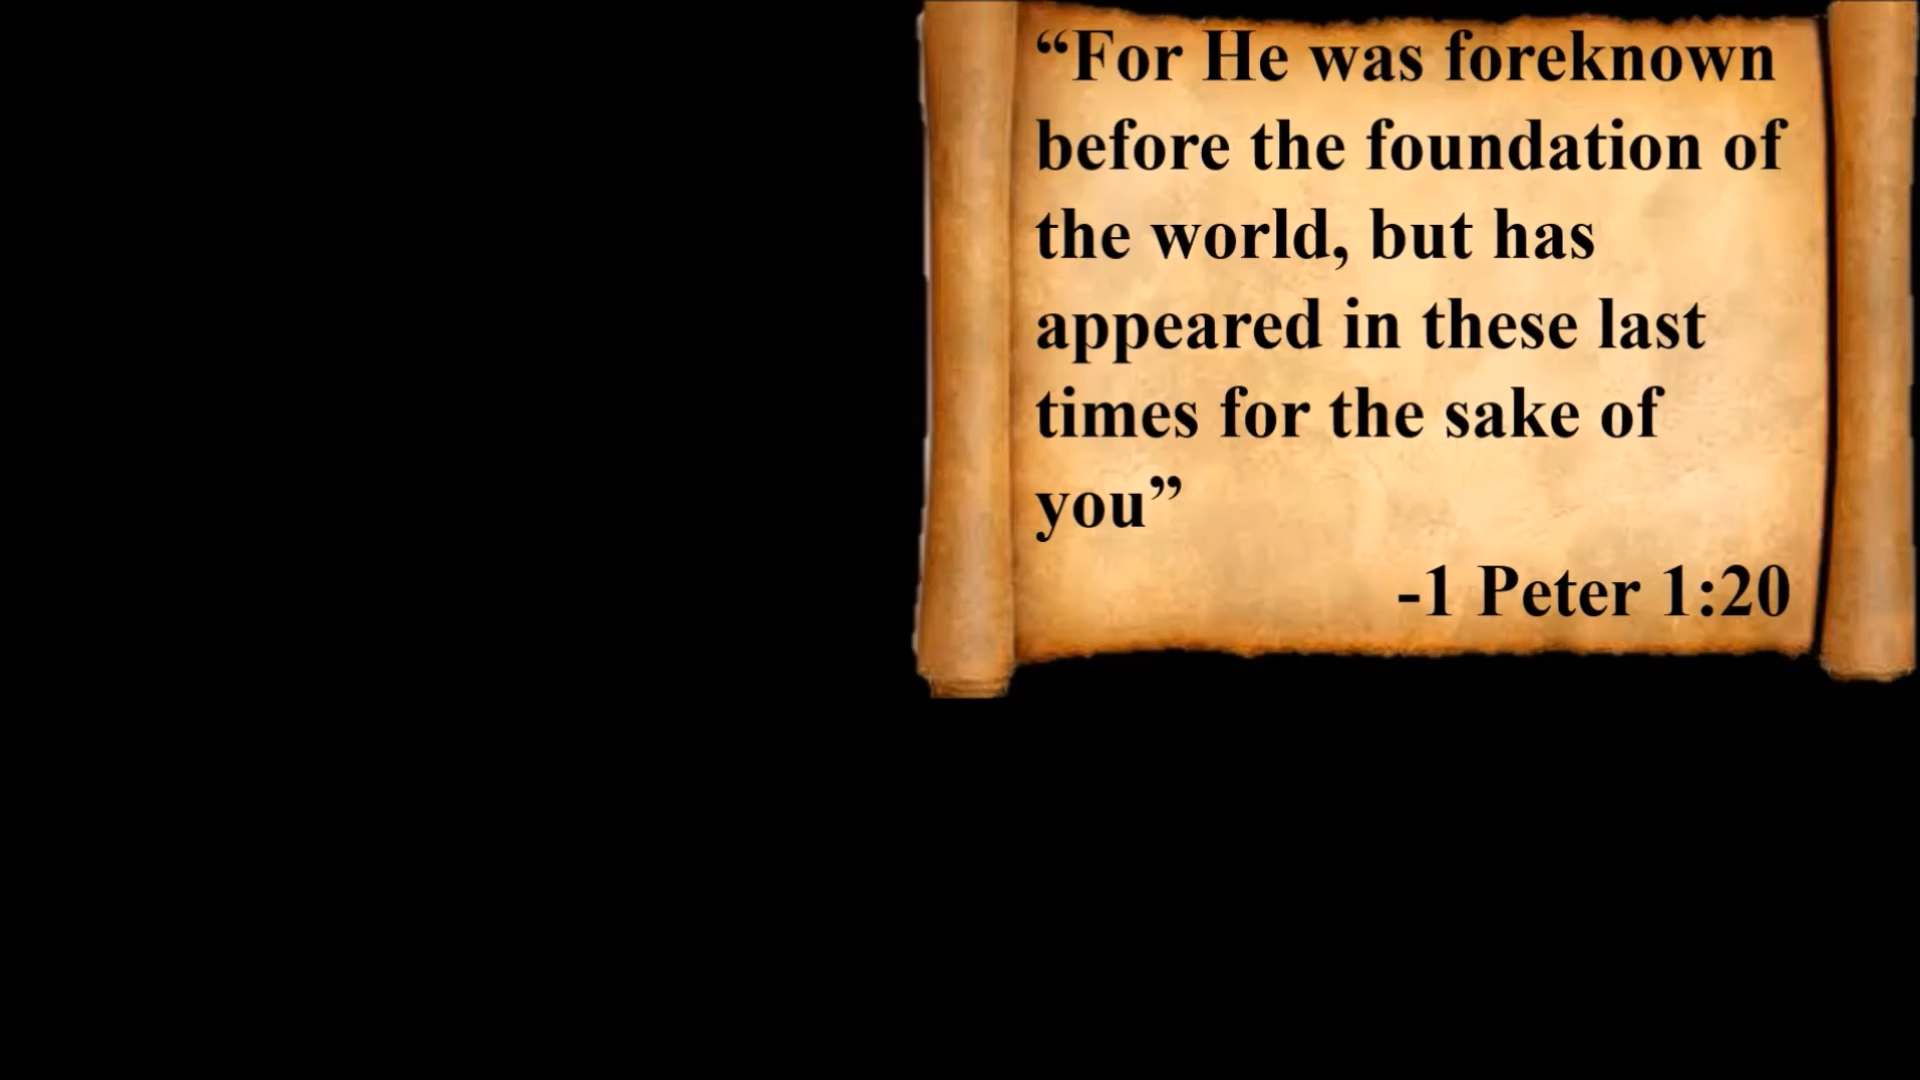 “For He was foreknown
before the foundation of
the world, but has
appeared in these last
times for the sake of
you”
-1 Peter 1:20